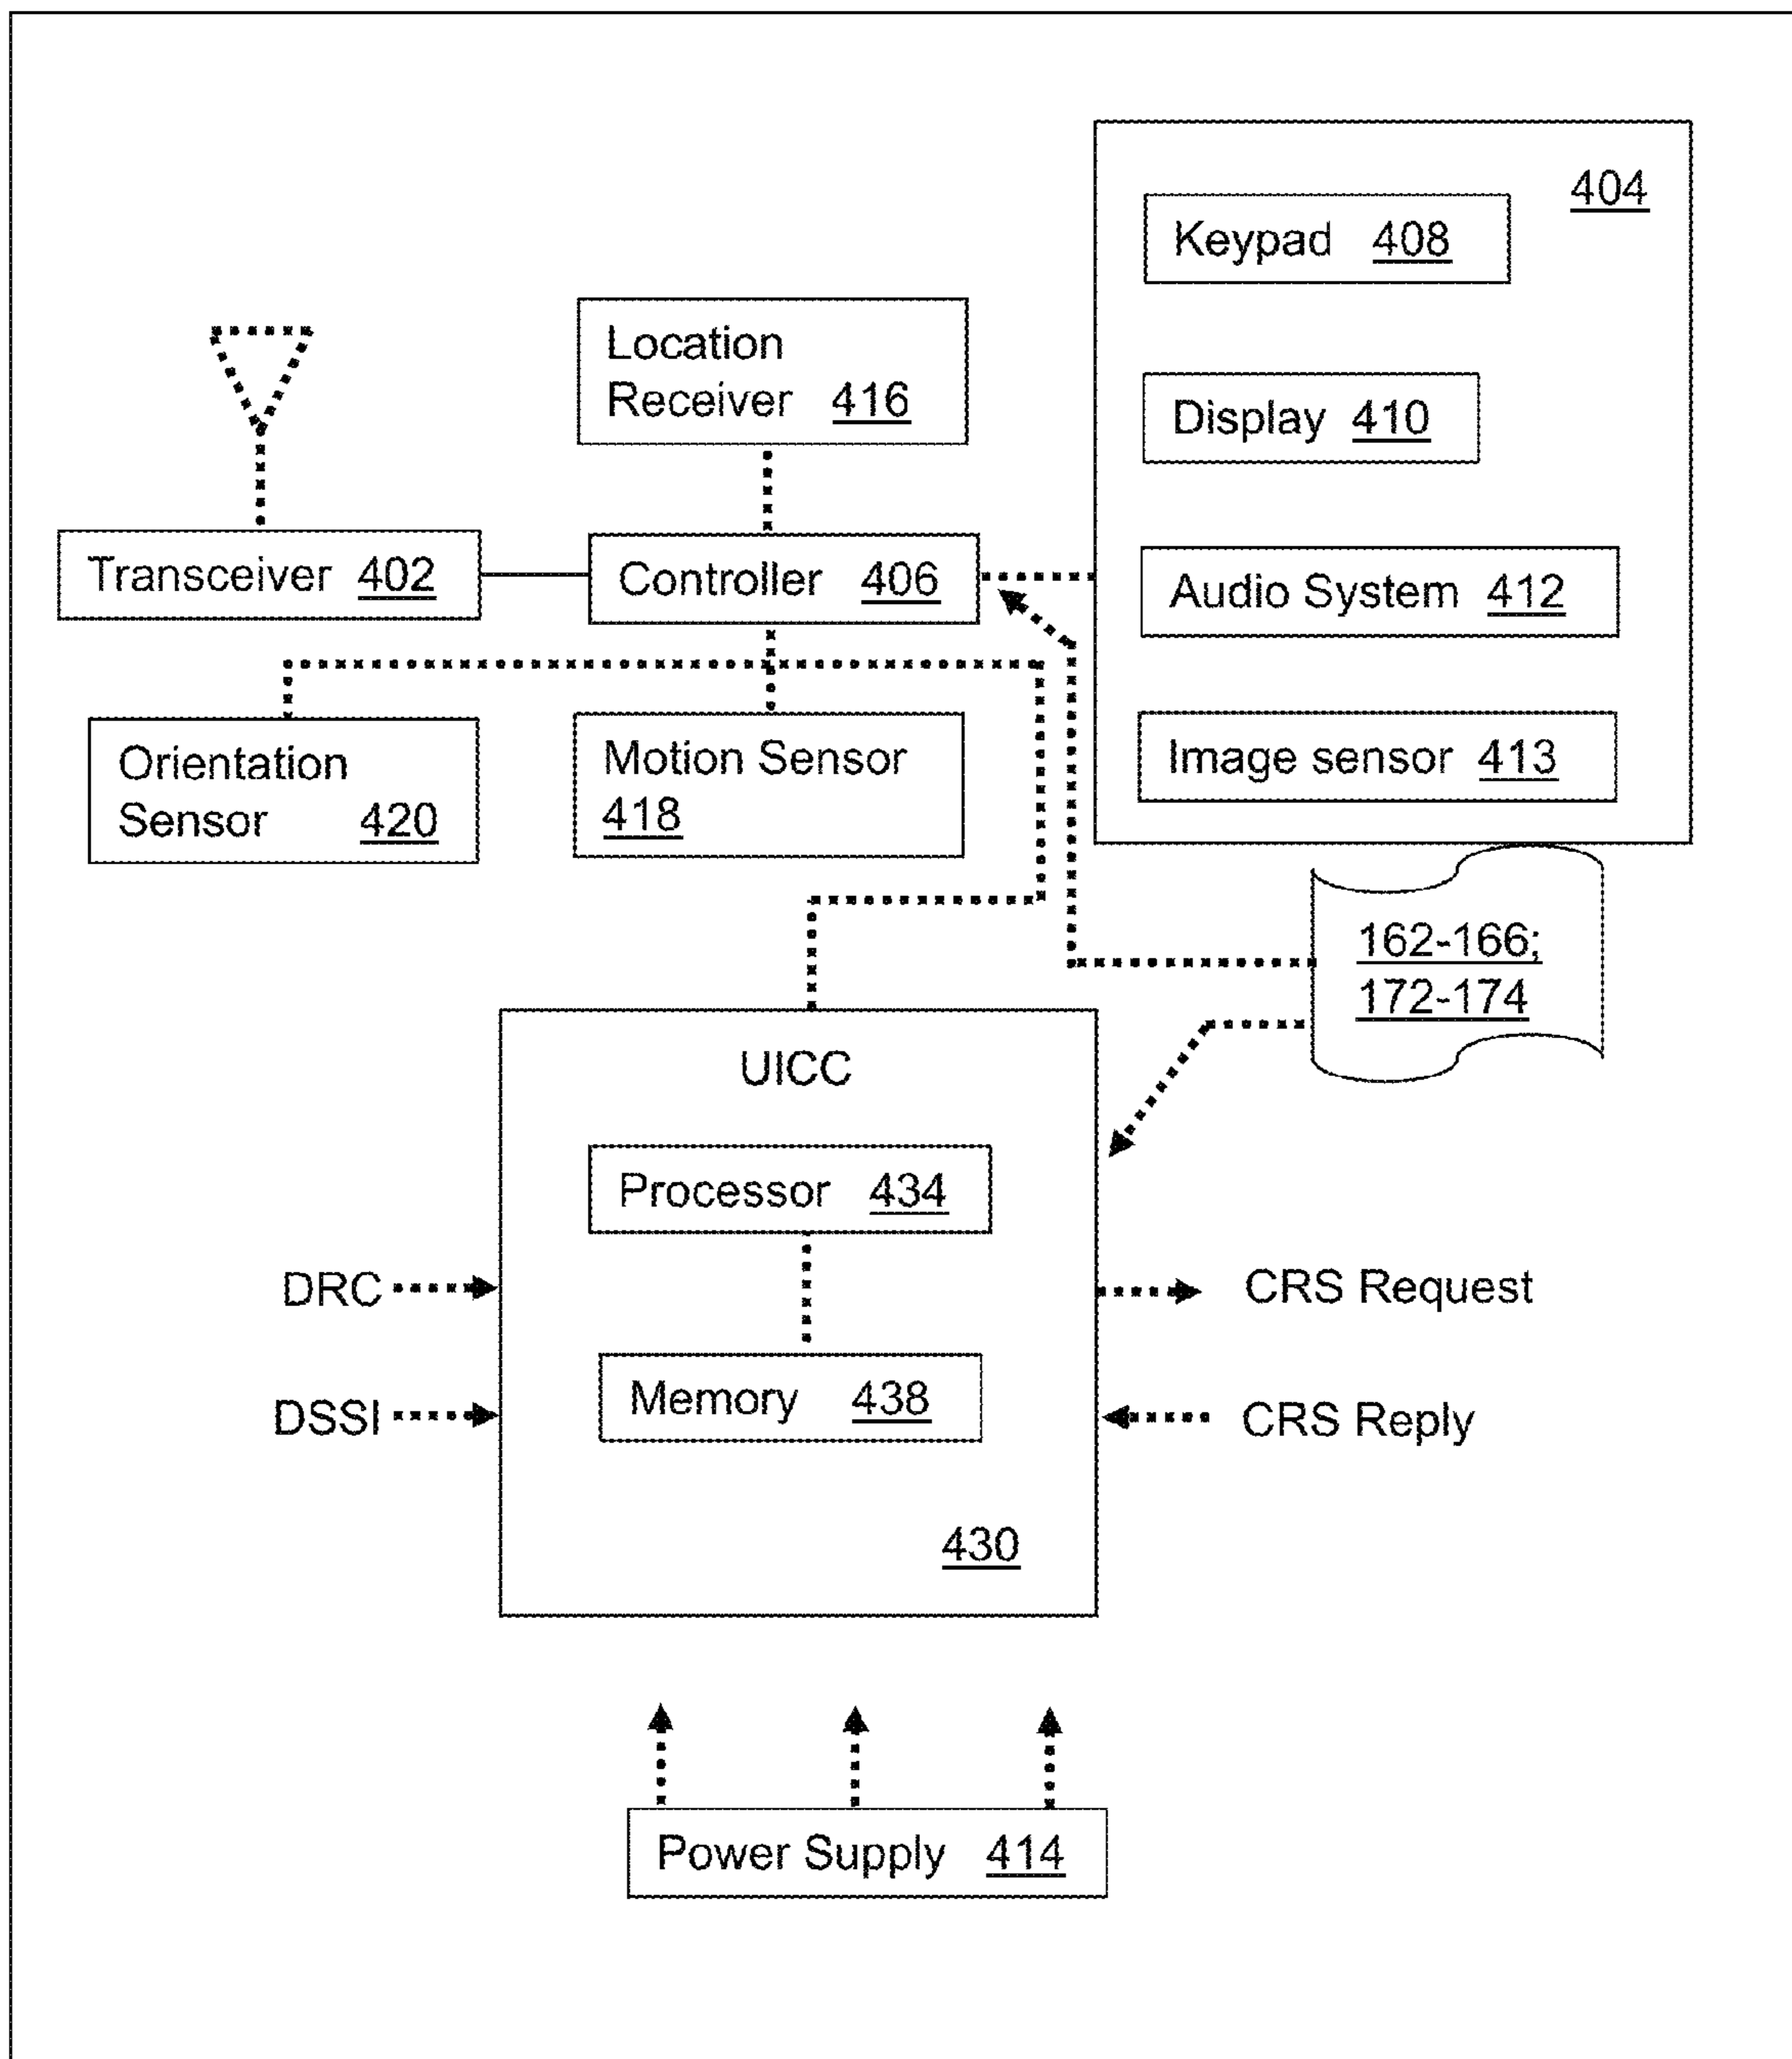 404
Keypad 408
Location
Receiver 416
Display 410
Transceiver 402
Controller 406
Audio System 412
Orientation
Sensor 420
Motion Sensor
418
Image sensor 413
162-166;
172-174
UICC
Processor 434
DRC
CRS Request
Memory 438
DSSI
CRS Reply
430
Power Supply 414